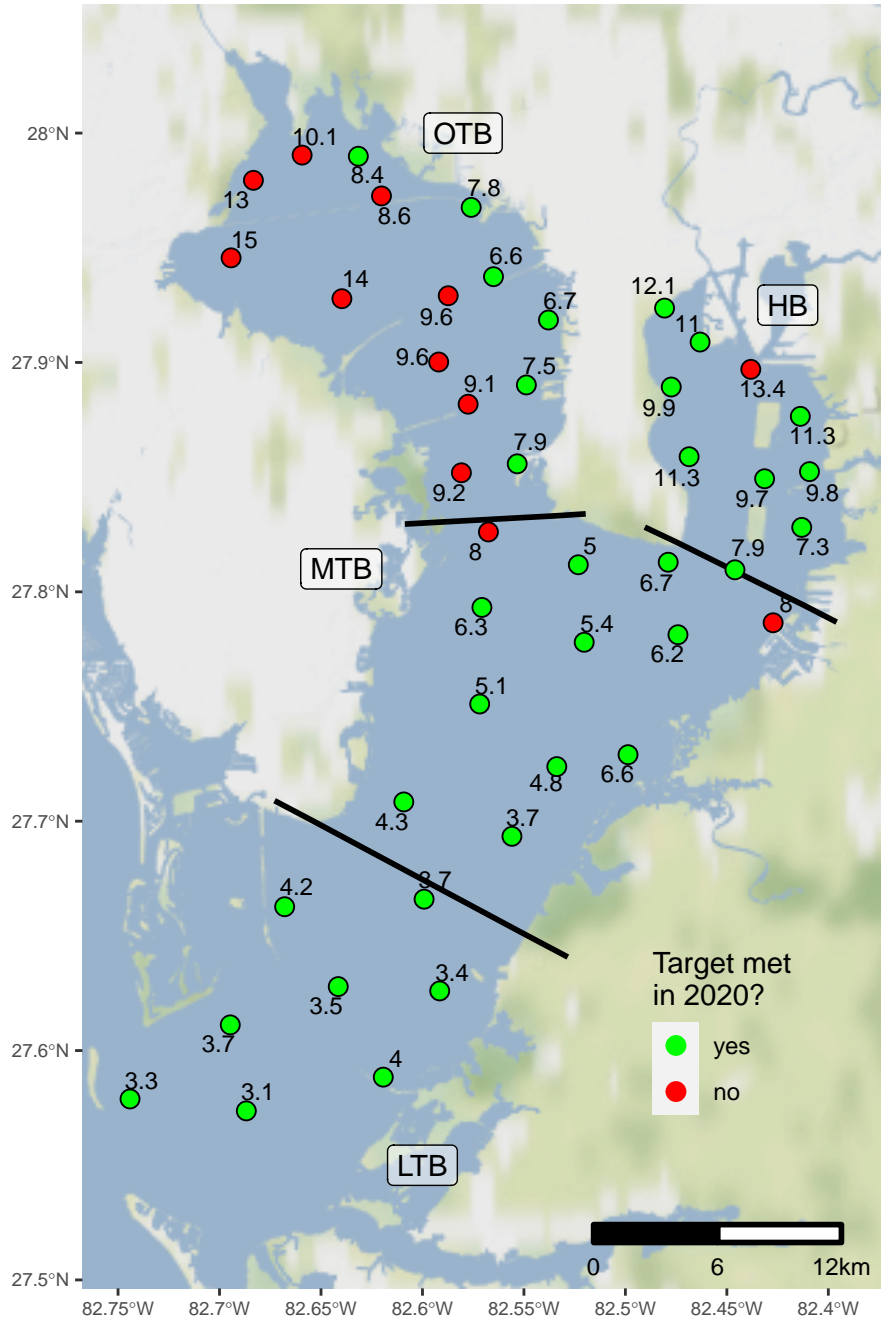 28°N
27.9°N
27.8°N
27.7°N
27.6°N
27.5°N
OTB
10.1
8.4
13
8.6
7.8
15
14
6.6
9.6
6.7
9.6
7.5
9.1
7.9
9.2
HB
12.1
11
13.4
9.9
11.3
11.3
9.7
9.8
7.3
7.9
MTB
8
5
6.7
8
6.3
5.4
6.2
5.1
4.8
6.6
4.3
3.7
3.7
4.2
3.5
3.4
3.7
4
3.3
3.1
LTB
Target met
in 2020?
yes
no
0 6 12km
82.75°W 82.7°W 82.65°W 82.6°W 82.55°W 82.5°W 82.45°W 82.4°W